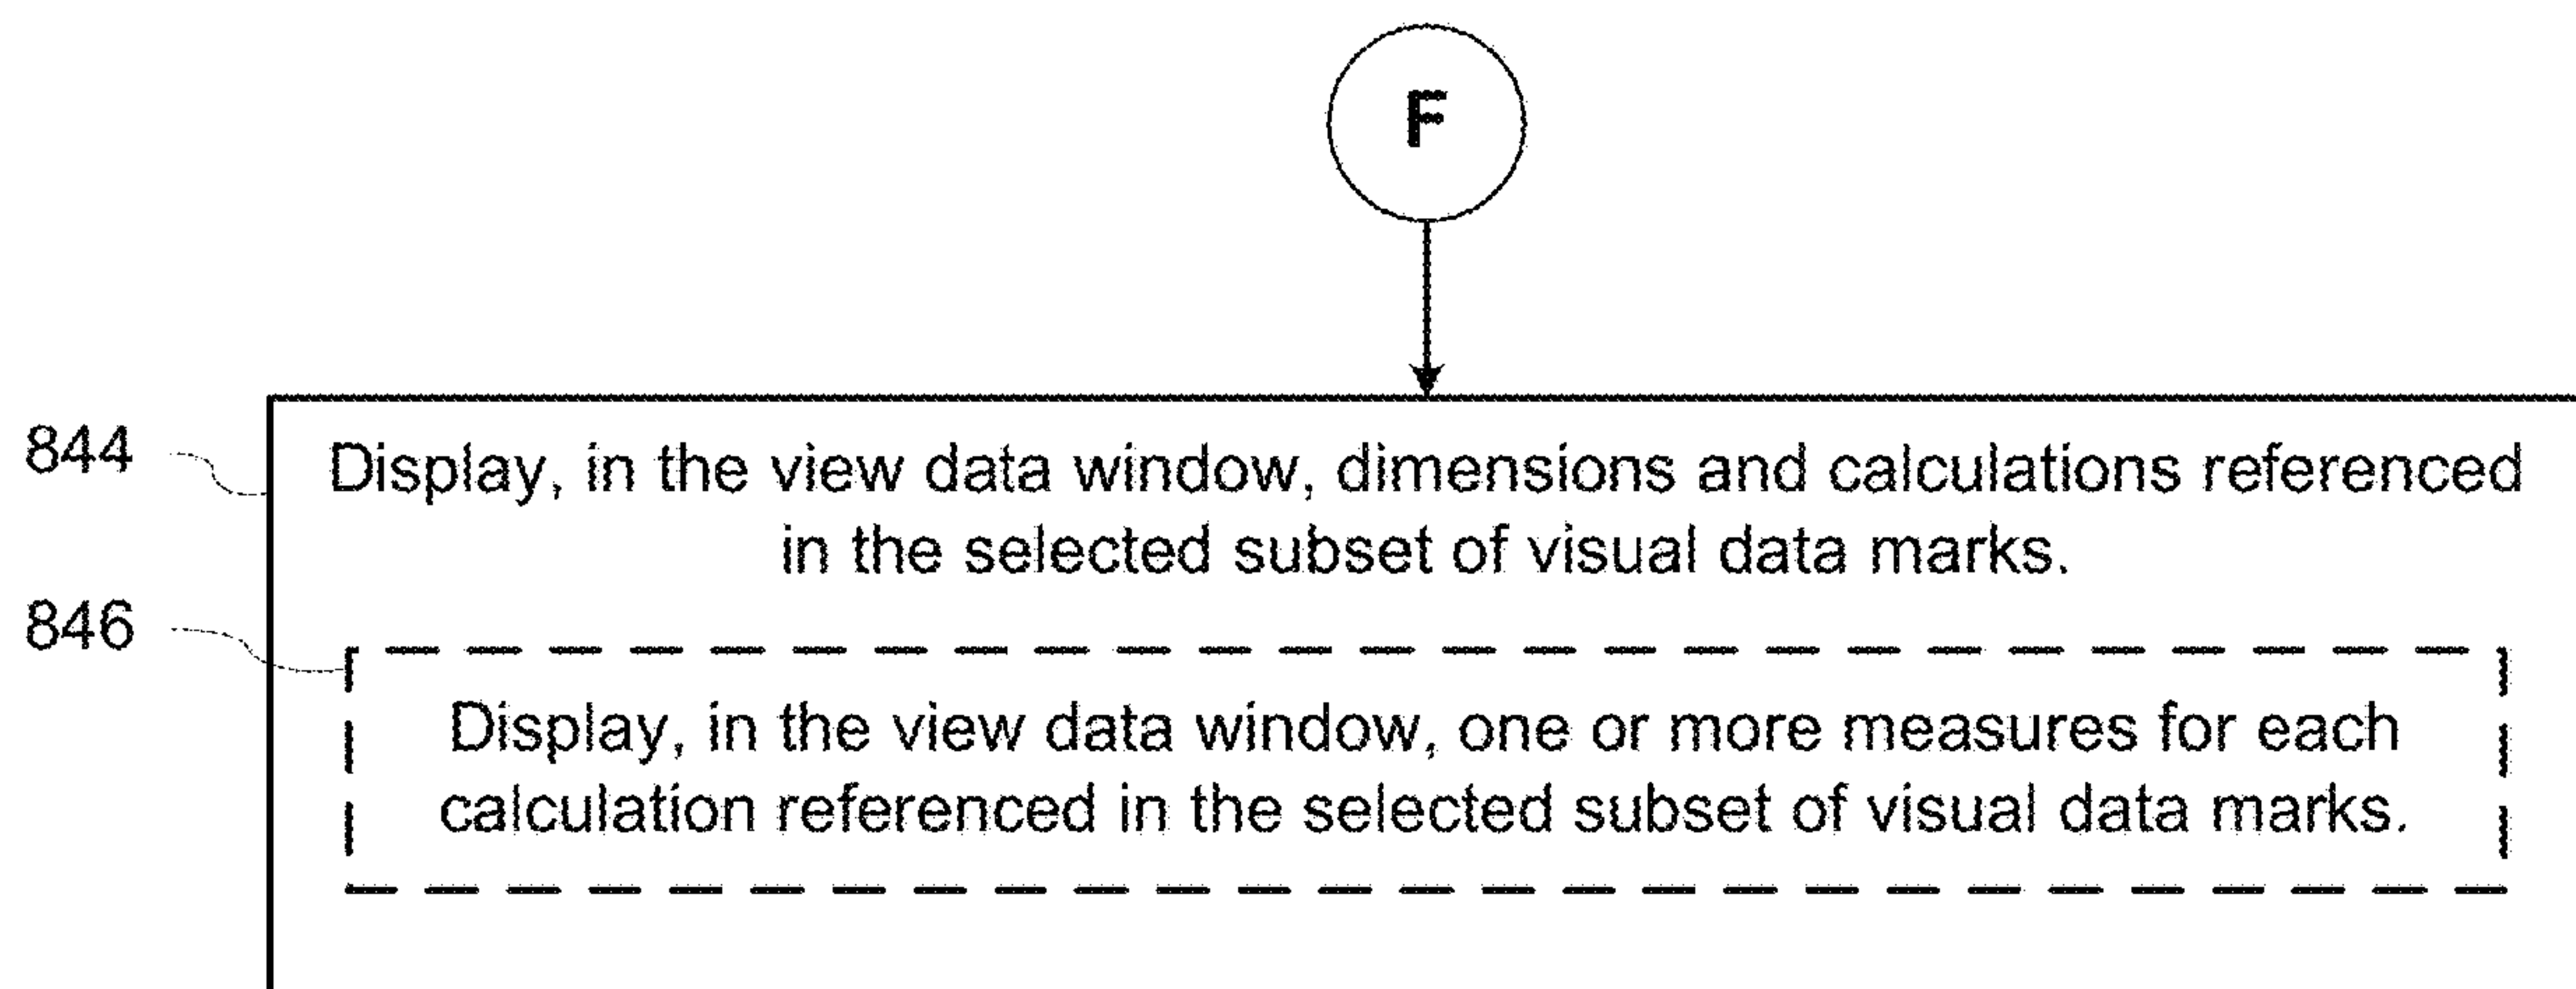 F
844
Display, in the view data window, dimensions and calculations referenced
in the selected subset of visual data marks.
846
Display, in the view data window, one or more measures for each
calculation referenced in the selected subset of visual data marks.